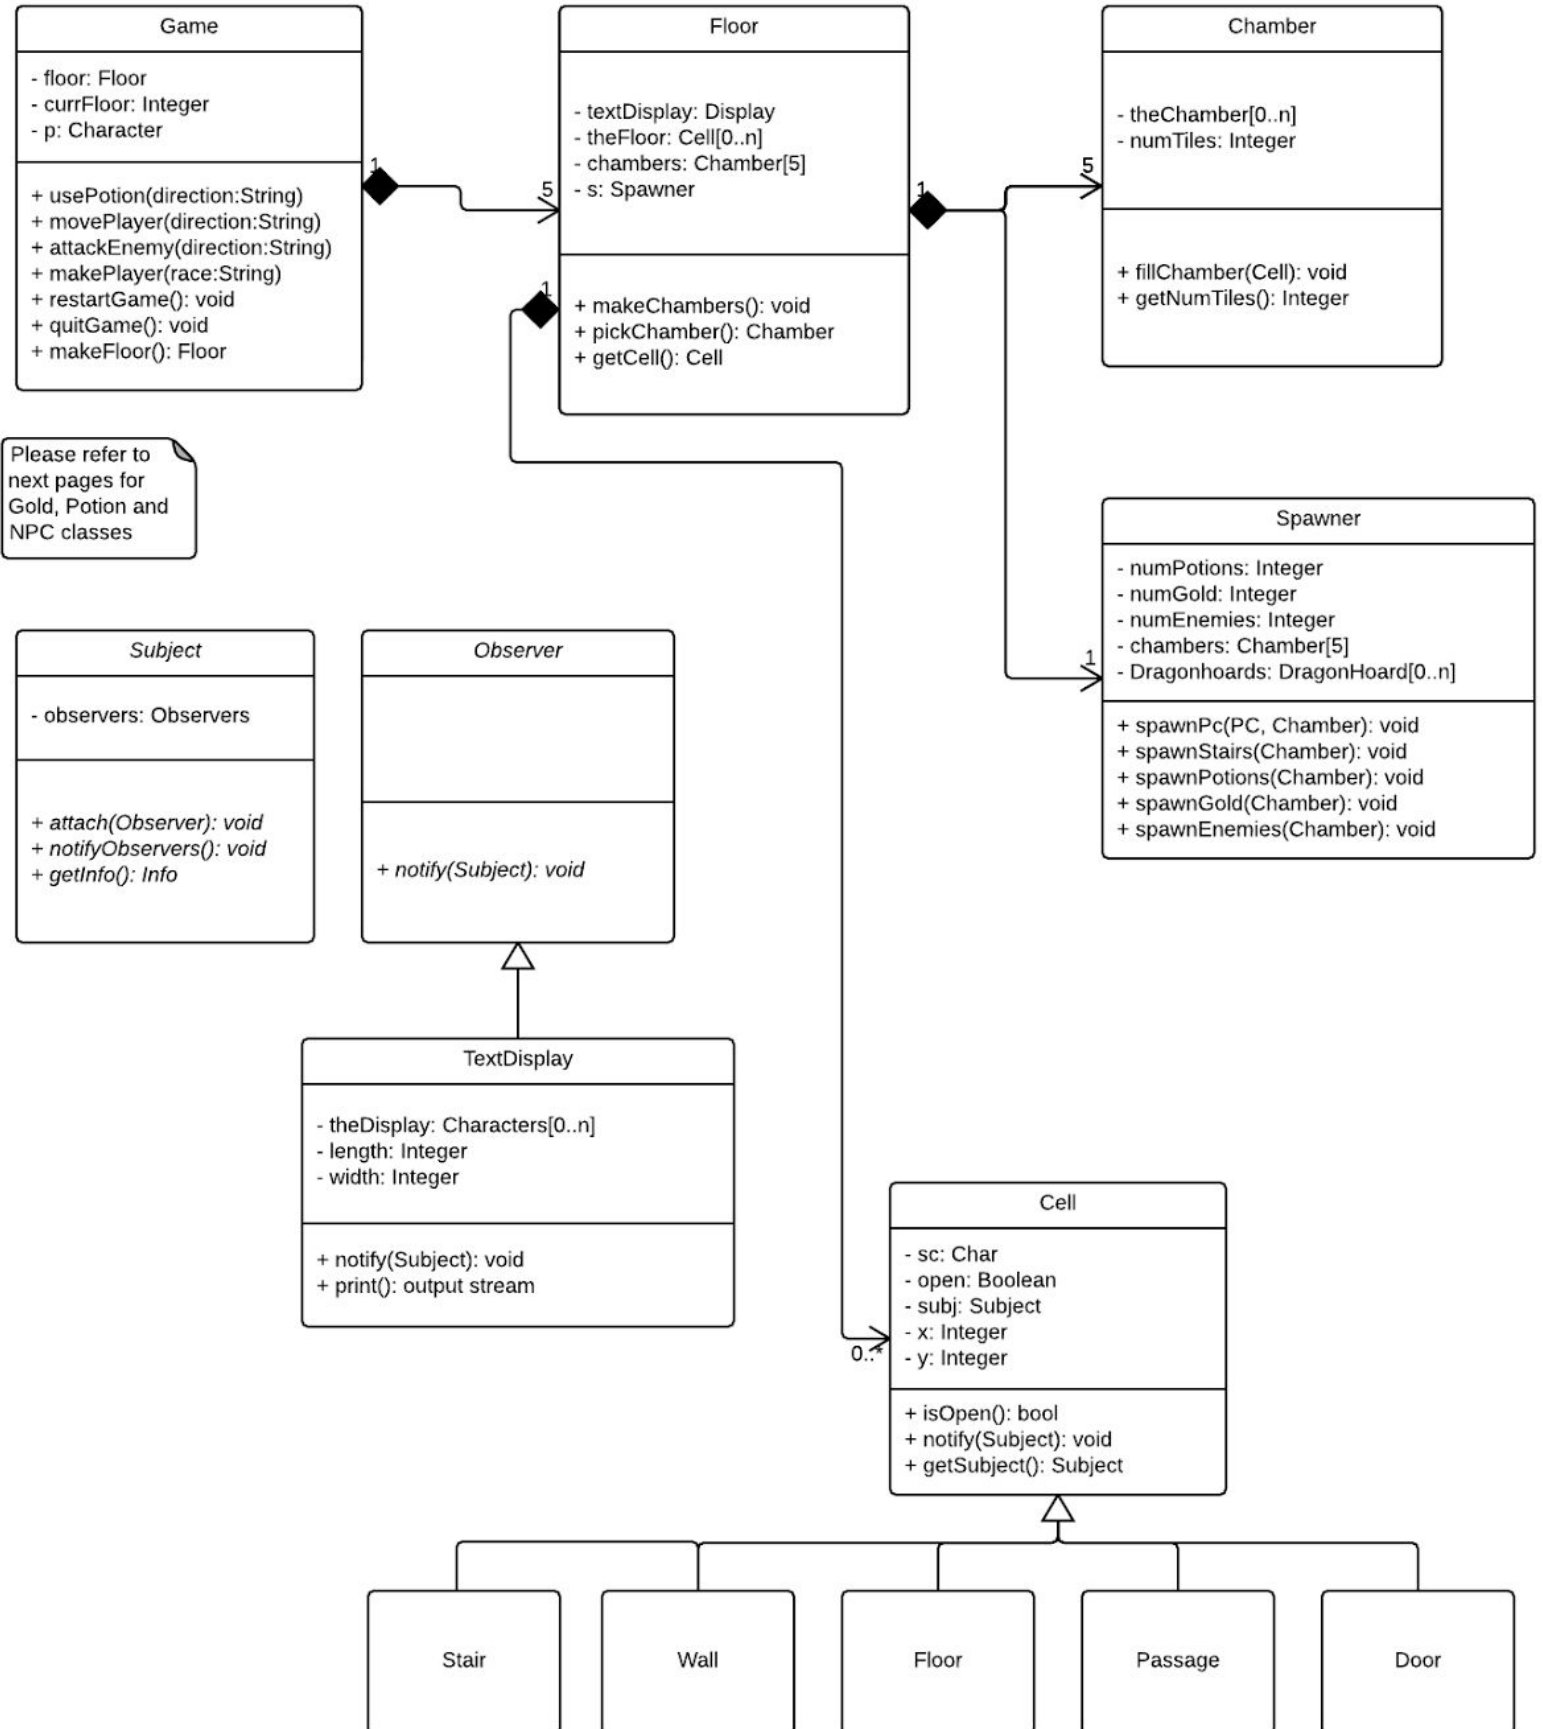 Game
- floor: Floor
- currFloor: Integer
- p: Character
+ usePotion(direction:String)
+ movePlayer(direction:String)
+ attackEnemy(direction:String)
+ makePlayer(race:String)
+ restartGame(): void
+ quitGame(): void
+ makeFloor(): Floor
1
5
Floor
- textDisplay: Display
- theFloor: Cell[0..n]
- chambers: Chamber[5]
- s: Spawner
+ makeChambers(): void
+ pickChamber(): Chamber
+ getCell(): Cell
1
1
5
Chamber
- theChamber[0..n]
- numTiles: Integer
+ fillChamber(Cell): void
+ getNumTiles(): Integer
Please refer to
next pages for
Gold, Potion and
NPC classes
1
Spawner
- numPotions: Integer
- numGold: Integer
- numEnemies: Integer
- chambers: Chamber[5]
- Dragonhoards: DragonHoard[0..n]
+ spawnPc(PC, Chamber): void
+ spawnStairs(Chamber): void
+ spawnPotions(Chamber): void
+ spawnGold(Chamber): void
+ spawnEnemies(Chamber): void
Subject
- observers: Observers
+ attach(Observer): void
+ notifyObservers(): void
+ getInfo(): Info
Observer
+ notify(Subject): void
TextDisplay
- theDisplay: Characters[0..n]
- length: Integer
- width: Integer
+ notify(Subject): void
+ print(): output stream
0..*
Cell
- sc: Char
- open: Boolean
- subj: Subject
- x: Integer
- y: Integer
+ isOpen(): bool
+ notify(Subject): void
+ getSubject(): Subject
Stair
Wall
Floor
Passage
Door